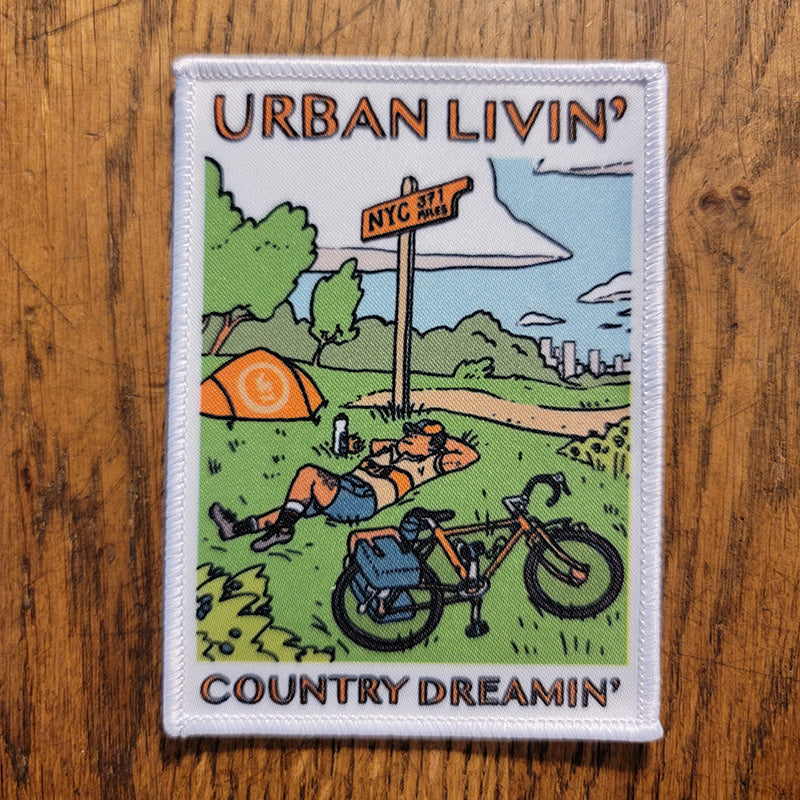 URBAN LIVIN'
NYC 371 MILES
COUNTRY DREAMIN'